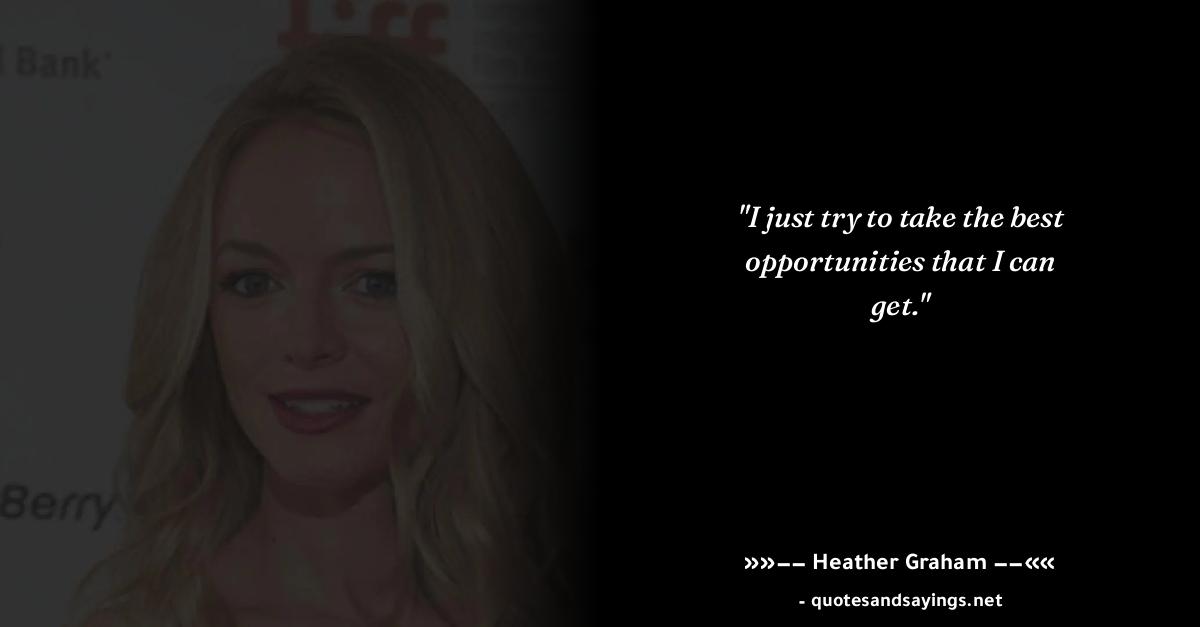 tiff
l Bank
Berry
"I just try to take the best
opportunities that I can
get."
»»-- Heather Graham --««
- quotesandsayings.net